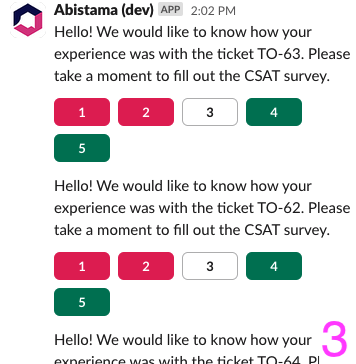 Abistama (dev) APP 2:02 PM
Hello! We would like to know how your
experience was with the ticket TO-63. Please
take a moment to fill out the CSAT survey.
1 2 3 4
5
Hello! We would like to know how your
experience was with the ticket TO-62. Please
take a moment to fill out the CSAT survey.
1 2 3 4
5
Hello! We would like to know how your
experience was with the ticket TO-64. Pl
3